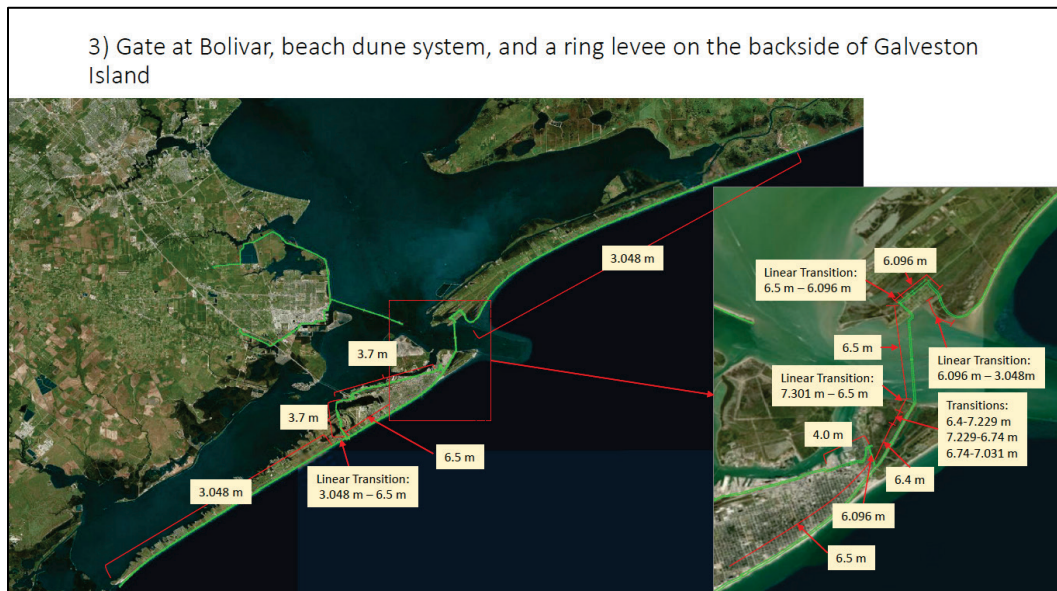 3) Gate at Bolivar, beach dune system, and a ring levee on the backside of Galveston
Island
3.048 m
3.7 m
3.7 m
6.5 m
Linear Transition:
3.048 m – 6.5 m
3.048 m
6.096 m
Linear Transition:
6.5 m – 6.096 m
6.5 m
Linear Transition:
6.096 m – 3.048m
Linear Transition:
7.301 m – 6.5 m
Transitions:
6.4-7.229 m
7.229-6.74 m
6.74-7.031 m
4.0 m
6.4 m
6.096 m
6.5 m